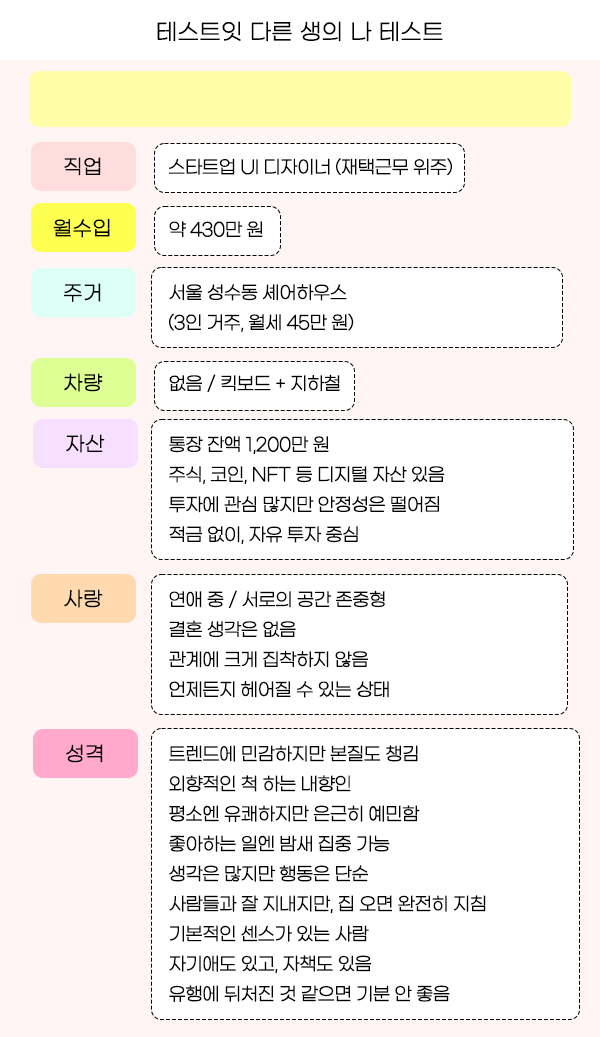 테스트잇 다른 생의 나 테스트
직업
스타트업 UI 디자이너 (재택근무 위주)
월수입
약 430만 원
주거
서울 성수동 셰어하우스
(3인 거주, 월세 45만 원)
차량
없음 / 킥보드 + 지하철
자산
통장 잔액 1,200만 원
주식, 코인, NFT 등 디지털 자산 있음
투자에 관심 많지만 안정성은 떨어짐
적금 없이, 자유 투자 중심
사랑
연애 중 / 서로의 공간 존중형
결혼 생각은 없음
관계에 크게 집착하지 않음
언제든지 헤어질 수 있는 상태
성격
트렌드에 민감하지만 본질도 챙김
외향적인 척 하는 내향인
평소엔 유쾌하지만 은근히 예민함
좋아하는 일엔 밤새 집중 가능
생각은 많지만 행동은 단순
사람들과 잘 지내지만, 집 오면 완전히 지침
기본적인 센스가 있는 사람
자기애도 있고, 자책도 있음
유행에 뒤처진 것 같으면 기분 안 좋음